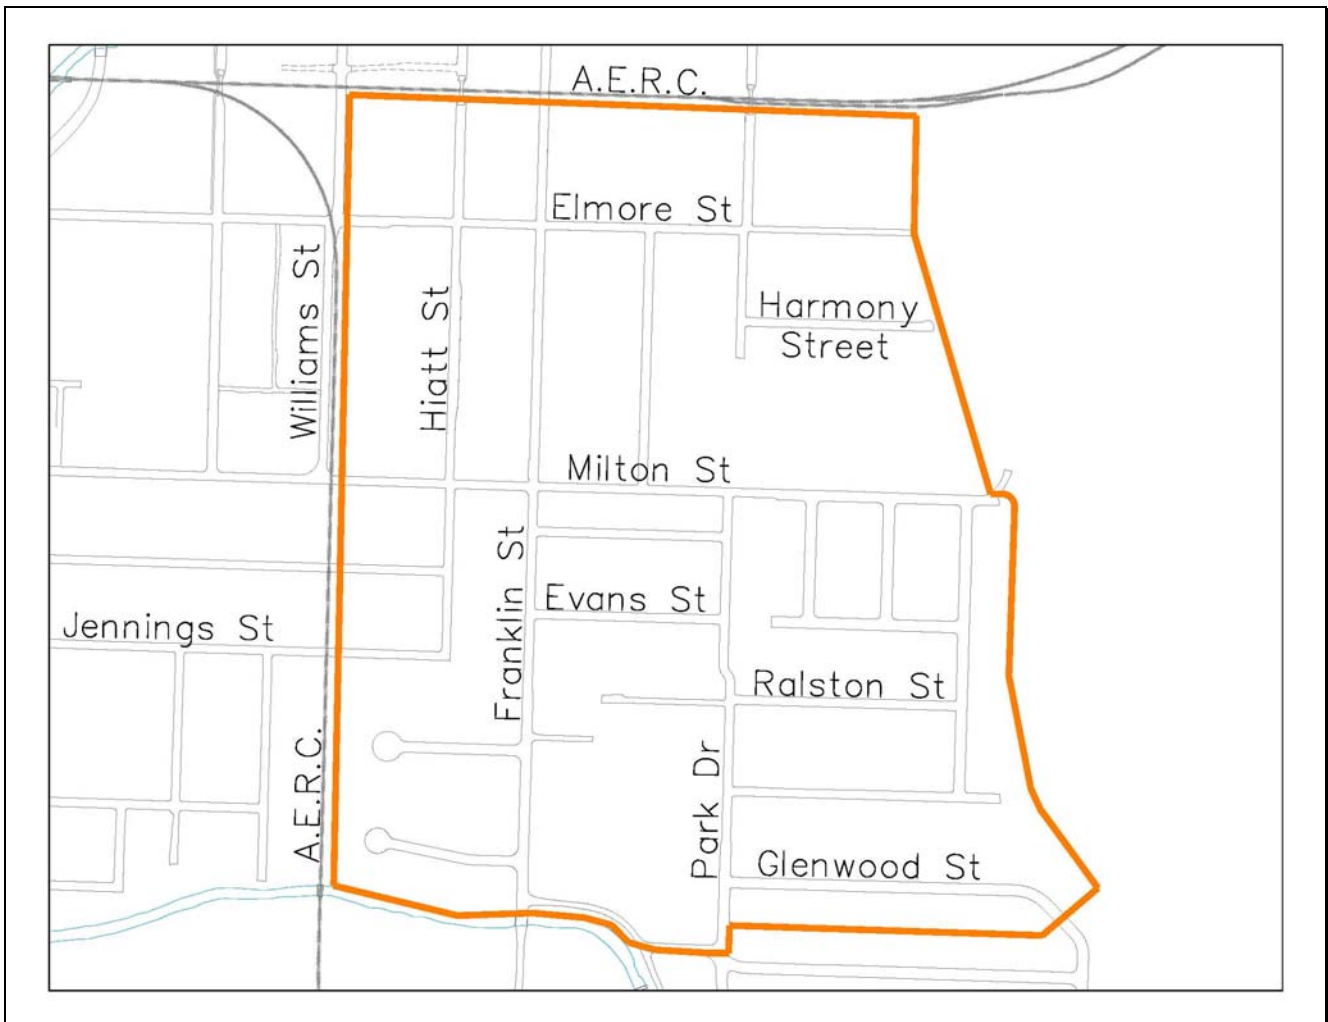 A.E.R.C.
Elmore St
Williams St
Hiatt St
Harmony
Street
Milton St
Franklin St
Evans St
Jennings St
Ralston St
A.E.R.C.
Park Dr
Glenwood St